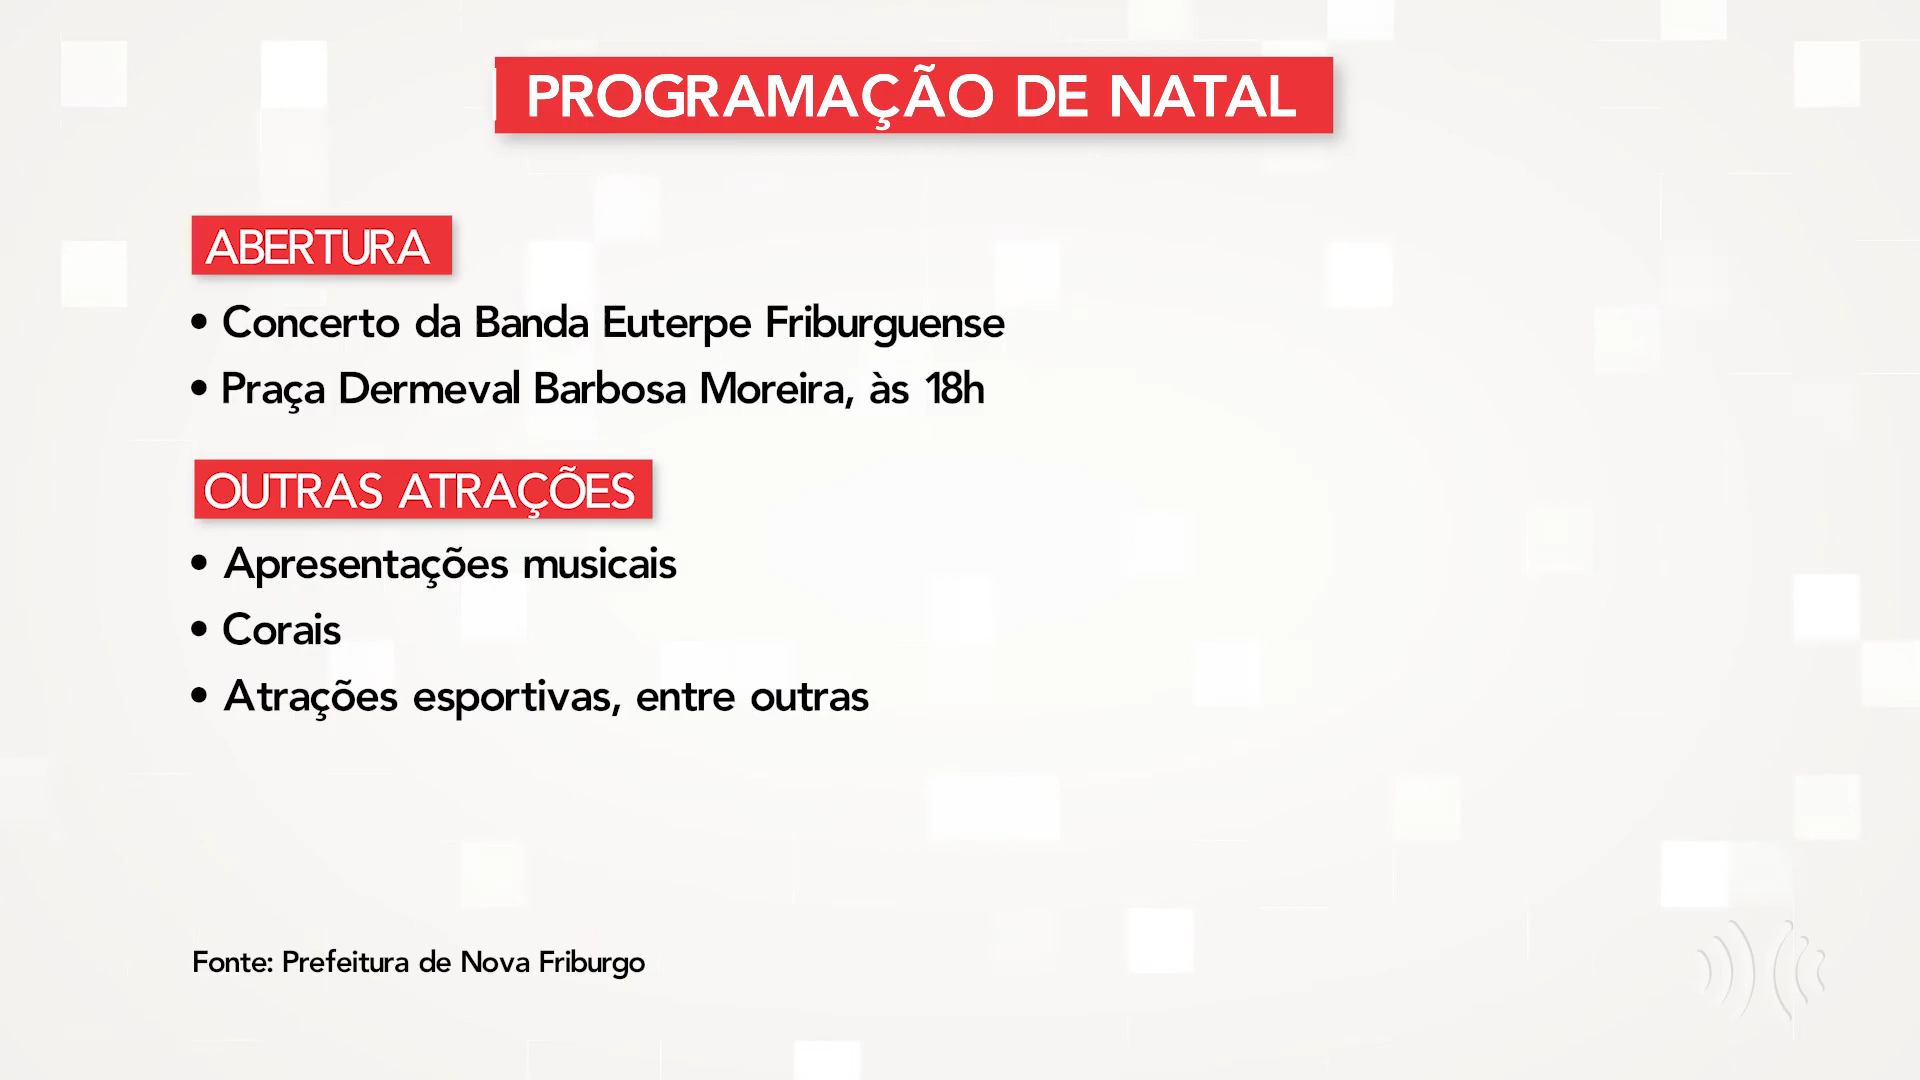 PROGRAMAÇÃO DE NATAL
ABERTURA
• Concerto da Banda Euterpe Friburguense
• Praça Dermeval Barbosa Moreira, às 18h
OUTRAS ATRAÇÕES
• Apresentações musicais
• Corais
• Atrações esportivas, entre outras
Fonte: Prefeitura de Nova Friburgo